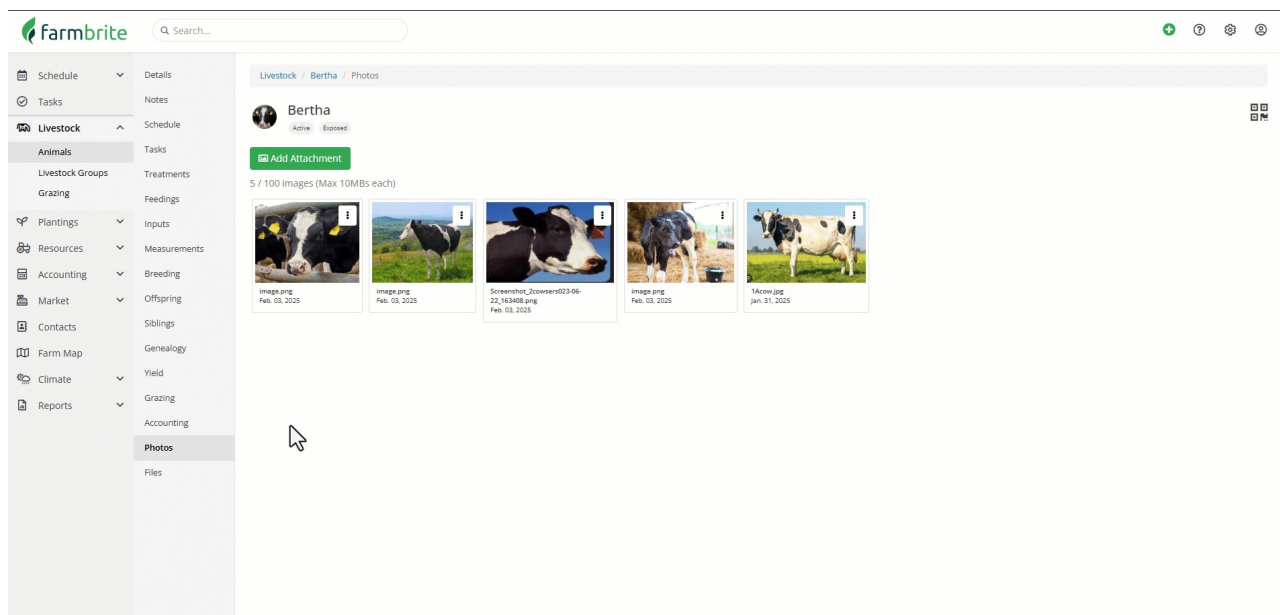 farmbrite
Search...
Schedule
Tasks
Livestock
Animals
Livestock Groups
Grazing
Plantings
Resources
Accounting
Market
Contacts
Farm Map
Climate
Reports
Details
Notes
Schedule
Tasks
Treatments
Feedings
Inputs
Measurements
Breeding
Offspring
Siblings
Genealogy
Yield
Grazing
Accounting
Photos
Files
Livestock / Bertha / Photos
Bertha
Active Exposed
Add Attachment
5 / 100 images (Max 10MBs each)
image.png
Feb. 03, 2025
image.png
Feb. 03, 2025
Screenshot_2cowsers023-06-
22_163408.png
Feb. 03, 2025
image.png
Feb. 03, 2025
1Acow.jpg
Jan. 31, 2025